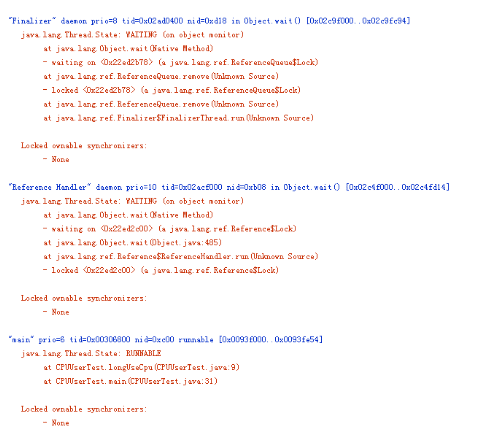 "Finalizer" daemon prio=8 tid=0x02ad0400 nid=0xd18 in Object.wait() [0x02c9f000..0x02c9fc94]
java.lang.Thread.State: WAITING (on object monitor)
at java.lang.Object.wait(Native Method)
- waiting on <0x22ed2b78> (a java.lang.ref.ReferenceQueue$Lock)
at java.lang.ref.ReferenceQueue.remove(Unknown Source)
- locked <0x22ed2b78> (a java.lang.ref.ReferenceQueue$Lock)
at java.lang.ref.ReferenceQueue.remove(Unknown Source)
at java.lang.ref.Finalizer$FinalizerThread.run(Unknown Source)
Locked ownable synchronizers:
- None
"Reference Handler" daemon prio=10 tid=0x02acf000 nid=0xb08 in Object.wait() [0x02c4f000..0x02c4fd14]
java.lang.Thread.State: WAITING (on object monitor)
at java.lang.Object.wait(Native Method)
- waiting on <0x22ed2c00> (a java.lang.ref.Reference$Lock)
at java.lang.Object.wait(Object.java:485)
at java.lang.ref.Reference$ReferenceHandler.run(Unknown Source)
- locked <0x22ed2c00> (a java.lang.ref.Reference$Lock)
Locked ownable synchronizers:
- None
"main" prio=6 tid=0x00306800 nid=0xc00 runnable [0x0093f000..0x0093fe54]
java.lang.Thread.State: RUNNABLE
at CPUUserTest.longUseCpu(CPUUserTest.java:9)
at CPUUserTest.main(CPUUserTest.java:31)
Locked ownable synchronizers:
- None